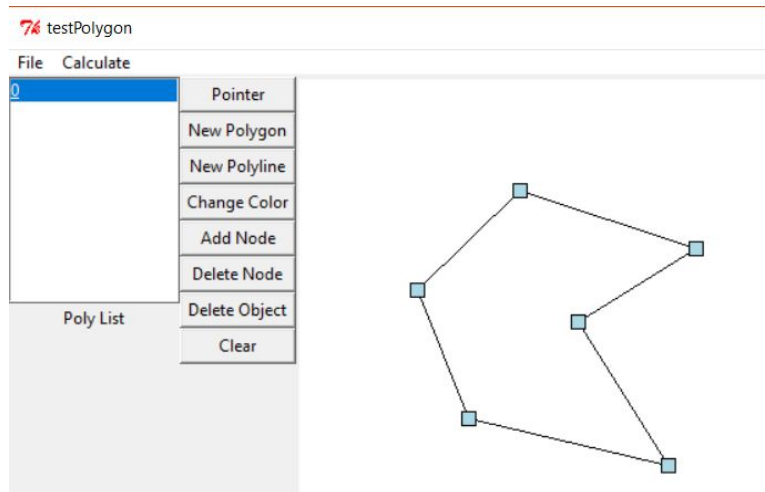 testPolygon
File Calculate
0
Pointer
New Polygon
New Polyline
Change Color
Add Node
Delete Node
Delete Object
Clear
Poly List